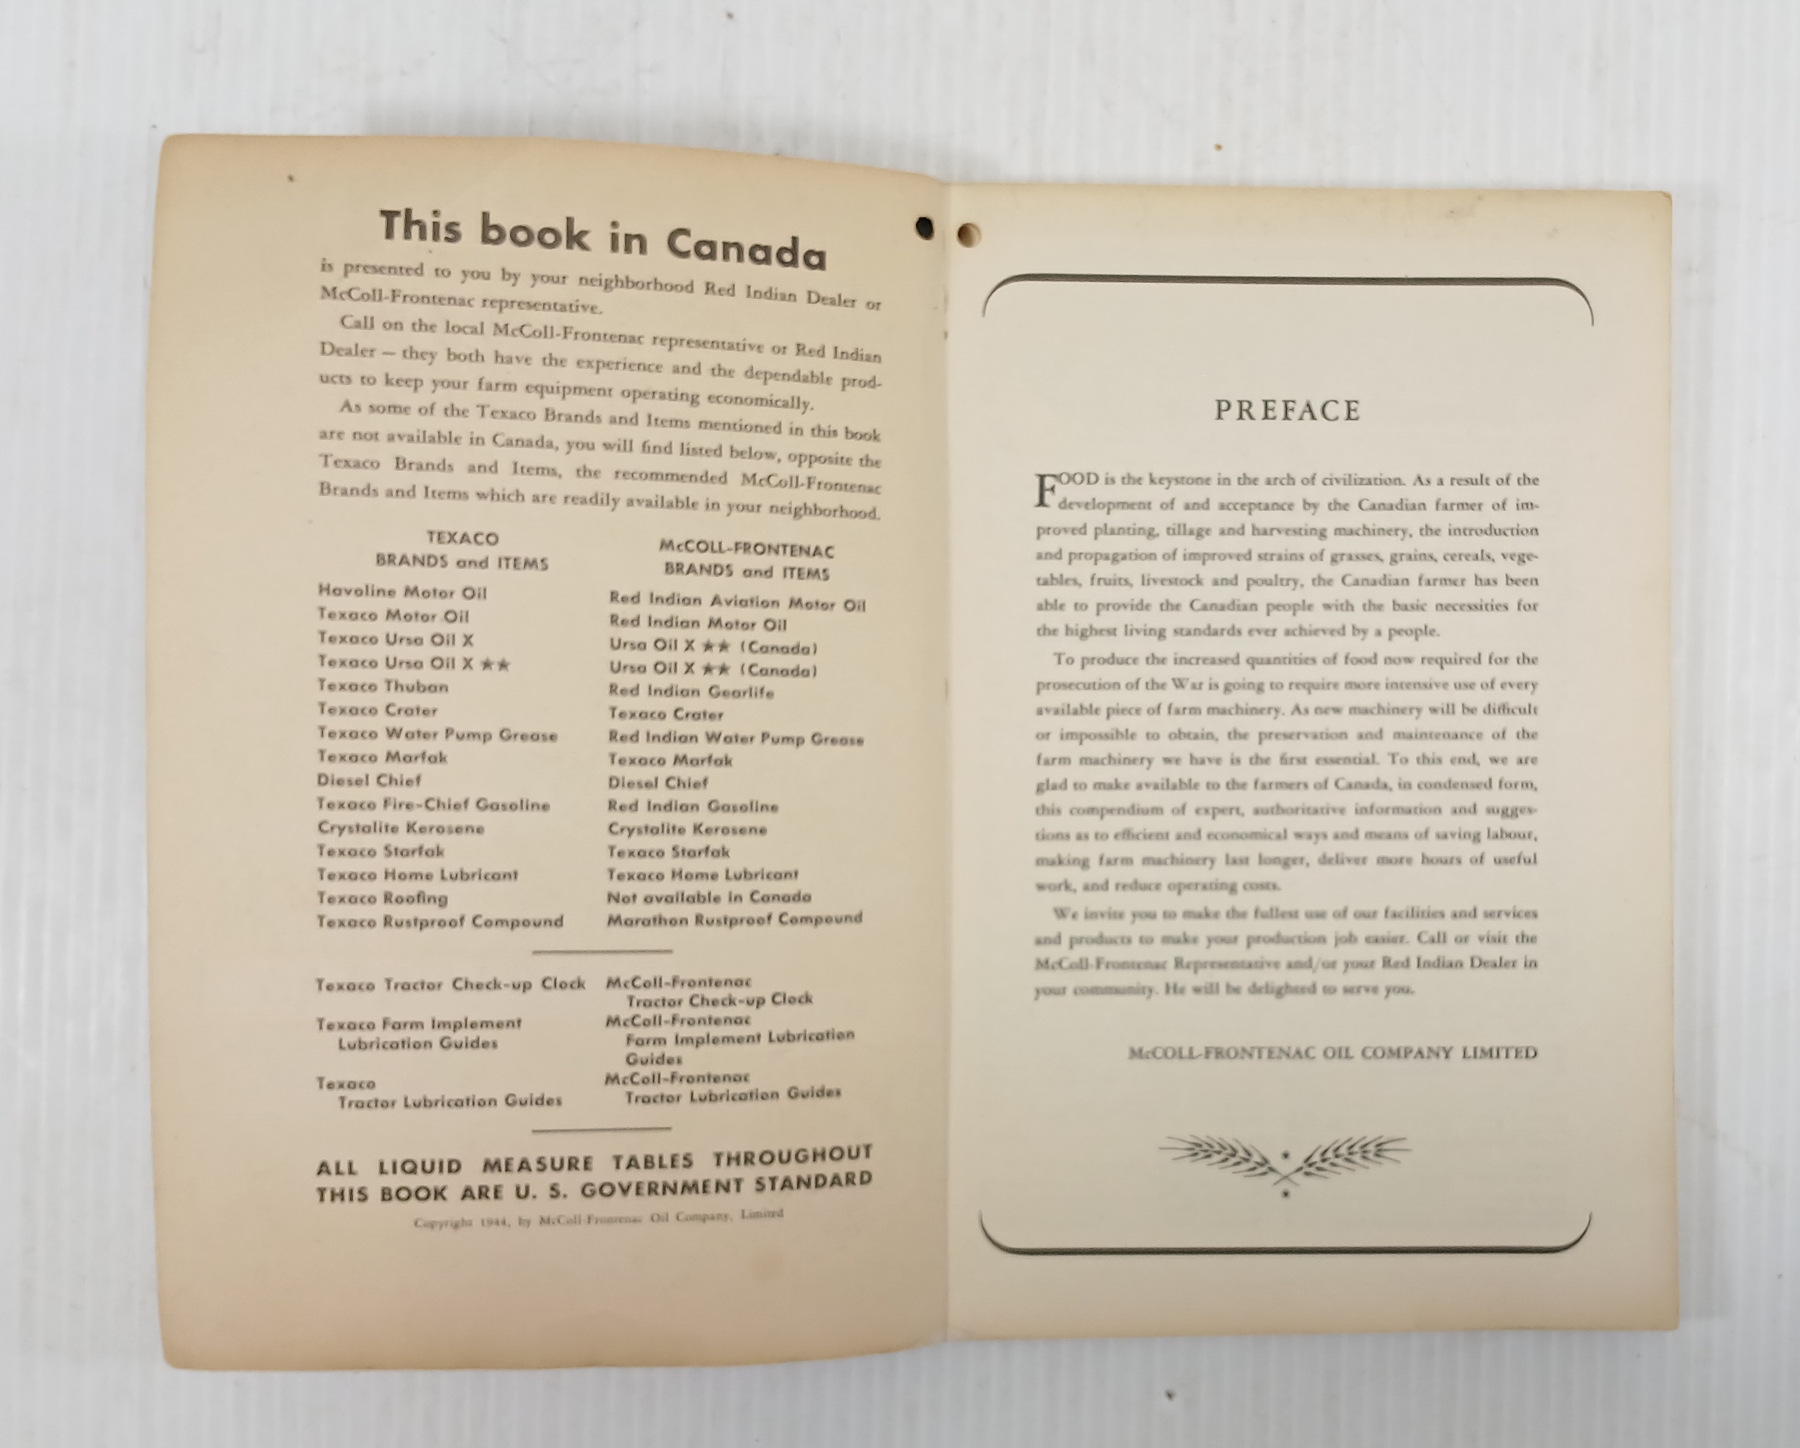 This book in Canada
is presented to you by your neighborhood Red Indian Dealer or
McColl-Frontenac representative.
Call on the local McColl-Frontenac representative or Red Indian
Dealer — they both have the experience and the dependable prod-
ucts to keep your farm equipment operating economically.
As some of the Texaco Brands and Items mentioned in this book
are not available in Canada, you will find listed below, opposite the
Texaco Brands and Items, the recommended McColl-Frontenac
Brands and Items which are readily available in your neighborhood.
TEXACO
BRANDS and ITEMS
McCOLL-FRONTENAC
BRANDS and ITEMS
Havoline Motor Oil Red Indian Aviation Motor Oil
Texaco Motor Oil Red Indian Motor Oil
Texaco Ursa Oil X Ursa Oil X ★★ (Canada)
Texaco Ursa Oil X ★★ Ursa Oil X ★★ (Canada)
Texaco Thuban Red Indian Gearlife
Texaco Crater Texaco Crater
Texaco Water Pump Grease Red Indian Water Pump Grease
Texaco Marfak Texaco Marfak
Diesel Chief Diesel Chief
Texaco Fire-Chief Gasoline Red Indian Gasoline
Crystalite Kerosene Crystalite Kerosene
Texaco Starfak Texaco Starfak
Texaco Home Lubricant Texaco Home Lubricant
Texaco Roofing Not available in Canada
Texaco Rustproof Compound Marathon Rustproof Compound
Texaco Tractor Check-up Clock McColl-Frontenac
Tractor Check-up Clock
Texaco Farm Implement McColl-Frontenac
Lubrication Guides Farm Implement Lubrication
Guides
Texaco McColl-Frontenac
Tractor Lubrication Guides Tractor Lubrication Guides
ALL LIQUID MEASURE TABLES THROUGHOUT
THIS BOOK ARE U. S. GOVERNMENT STANDARD
Copyright 1944, by McColl-Frontenac Oil Company, Limited
PREFACE
FOOD is the keystone in the arch of civilization. As a result of the
development of and acceptance by the Canadian farmer of im-
proved planting, tillage and harvesting machinery, the introduction
and propagation of improved strains of grasses, grains, cereals, vege-
tables, fruits, livestock and poultry, the Canadian farmer has been
able to provide the Canadian people with the basic necessities for
the highest living standards ever achieved by a people.
To produce the increased quantities of food now required for the
prosecution of the War is going to require more intensive use of every
available piece of farm machinery. As new machinery will be difficult
or impossible to obtain, the preservation and maintenance of the
farm machinery we have is the first essential. To this end, we are
glad to make available to the farmers of Canada, in condensed form,
this compendium of expert, authoritative information and sugges-
tions as to efficient and economical ways and means of saving labour,
making farm machinery last longer, deliver more hours of useful
work, and reduce operating costs.
We invite you to make the fullest use of our facilities and services
and products to make your production job easier. Call or visit the
McColl-Frontenac Representative and/or your Red Indian Dealer in
your community. He will be delighted to serve you.
McCOLL-FRONTENAC OIL COMPANY LIMITED